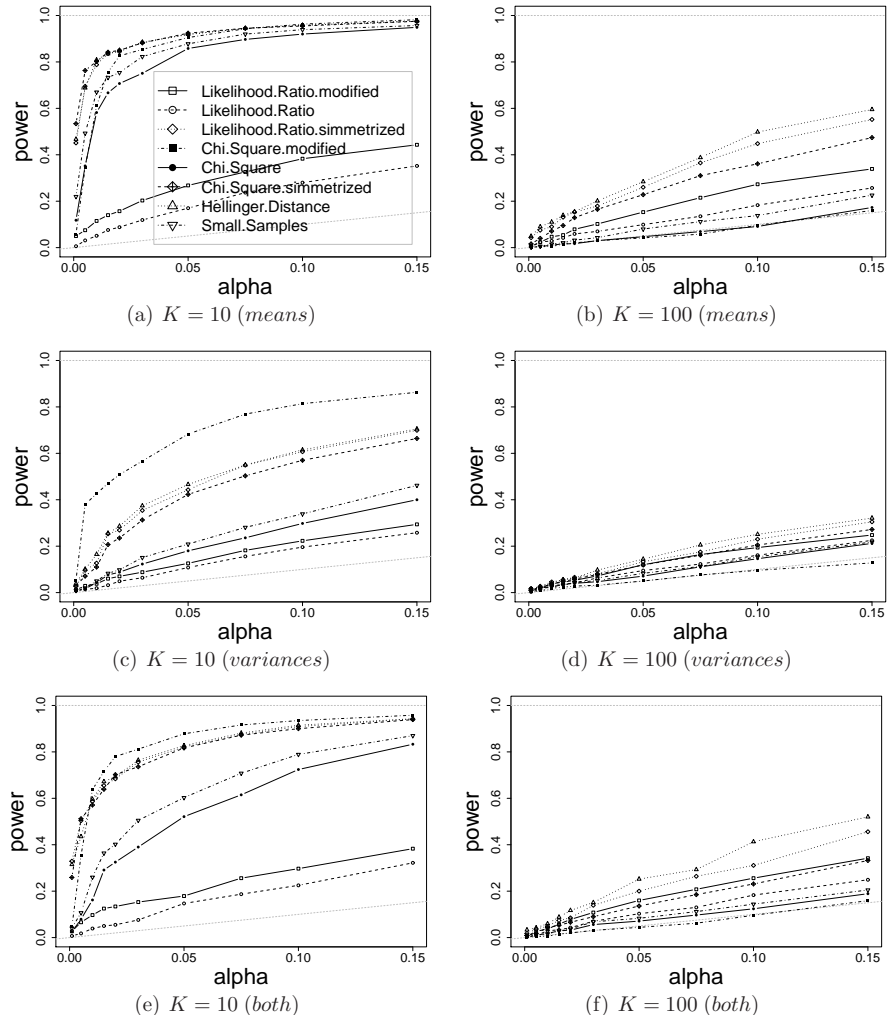 power
0.0 0.2 0.4 0.6 0.8 1.0
Likelihood.Ratio.modified
Likelihood.Ratio
Likelihood.Ratio.simmetrized
Chi.Square.modified
Chi.Square
Chi.Square.simmetrized
Hellinger.Distance
Small.Samples
0.00 0.05 0.10 0.15
alpha
(a) K = 10 (means)
power
0.0 0.2 0.4 0.6 0.8 1.0
0.00 0.05 0.10 0.15
alpha
(b) K = 100 (means)
power
0.0 0.2 0.4 0.6 0.8 1.0
0.00 0.05 0.10 0.15
alpha
(c) K = 10 (variances)
power
0.0 0.2 0.4 0.6 0.8 1.0
0.00 0.05 0.10 0.15
alpha
(d) K = 100 (variances)
power
0.0 0.2 0.4 0.6 0.8 1.0
0.00 0.05 0.10 0.15
alpha
(e) K = 10 (both)
power
0.0 0.2 0.4 0.6 0.8 1.0
0.00 0.05 0.10 0.15
alpha
(f) K = 100 (both)